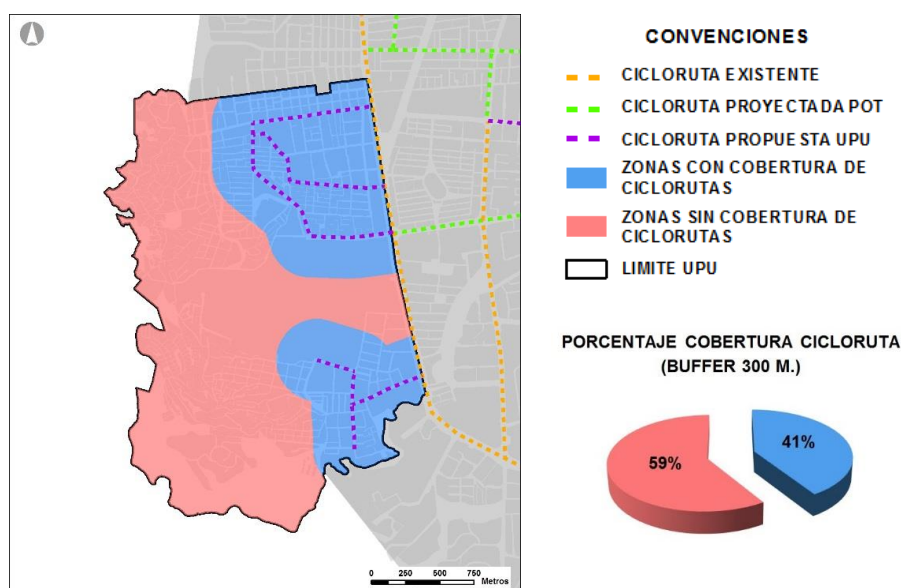 CONVENCIONES
CICLORUTA EXISTENTE
CICLORUTA PROYECTADA POT
CICLORUTA PROPUESTA UPU
ZONAS CON COBERTURA DE
CICLORUTAS
ZONAS SIN COBERTURA DE
CICLORUTAS
LIMITE UPU
PORCENTAJE COBERTURA CICLORUTA
(BUFFER 300 M.)
59%
41%
0 250 500 750
Metros